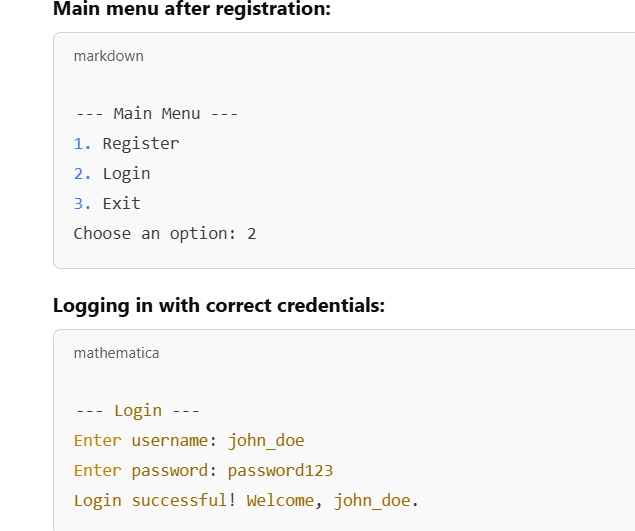 Main menu after registration:
markdown
--- Main Menu ---
1. Register
2. Login
3. Exit
Choose an option: 2
Logging in with correct credentials:
mathematica
--- Login ---
Enter username: john_doe
Enter password: password123
Login successful! Welcome, john_doe.